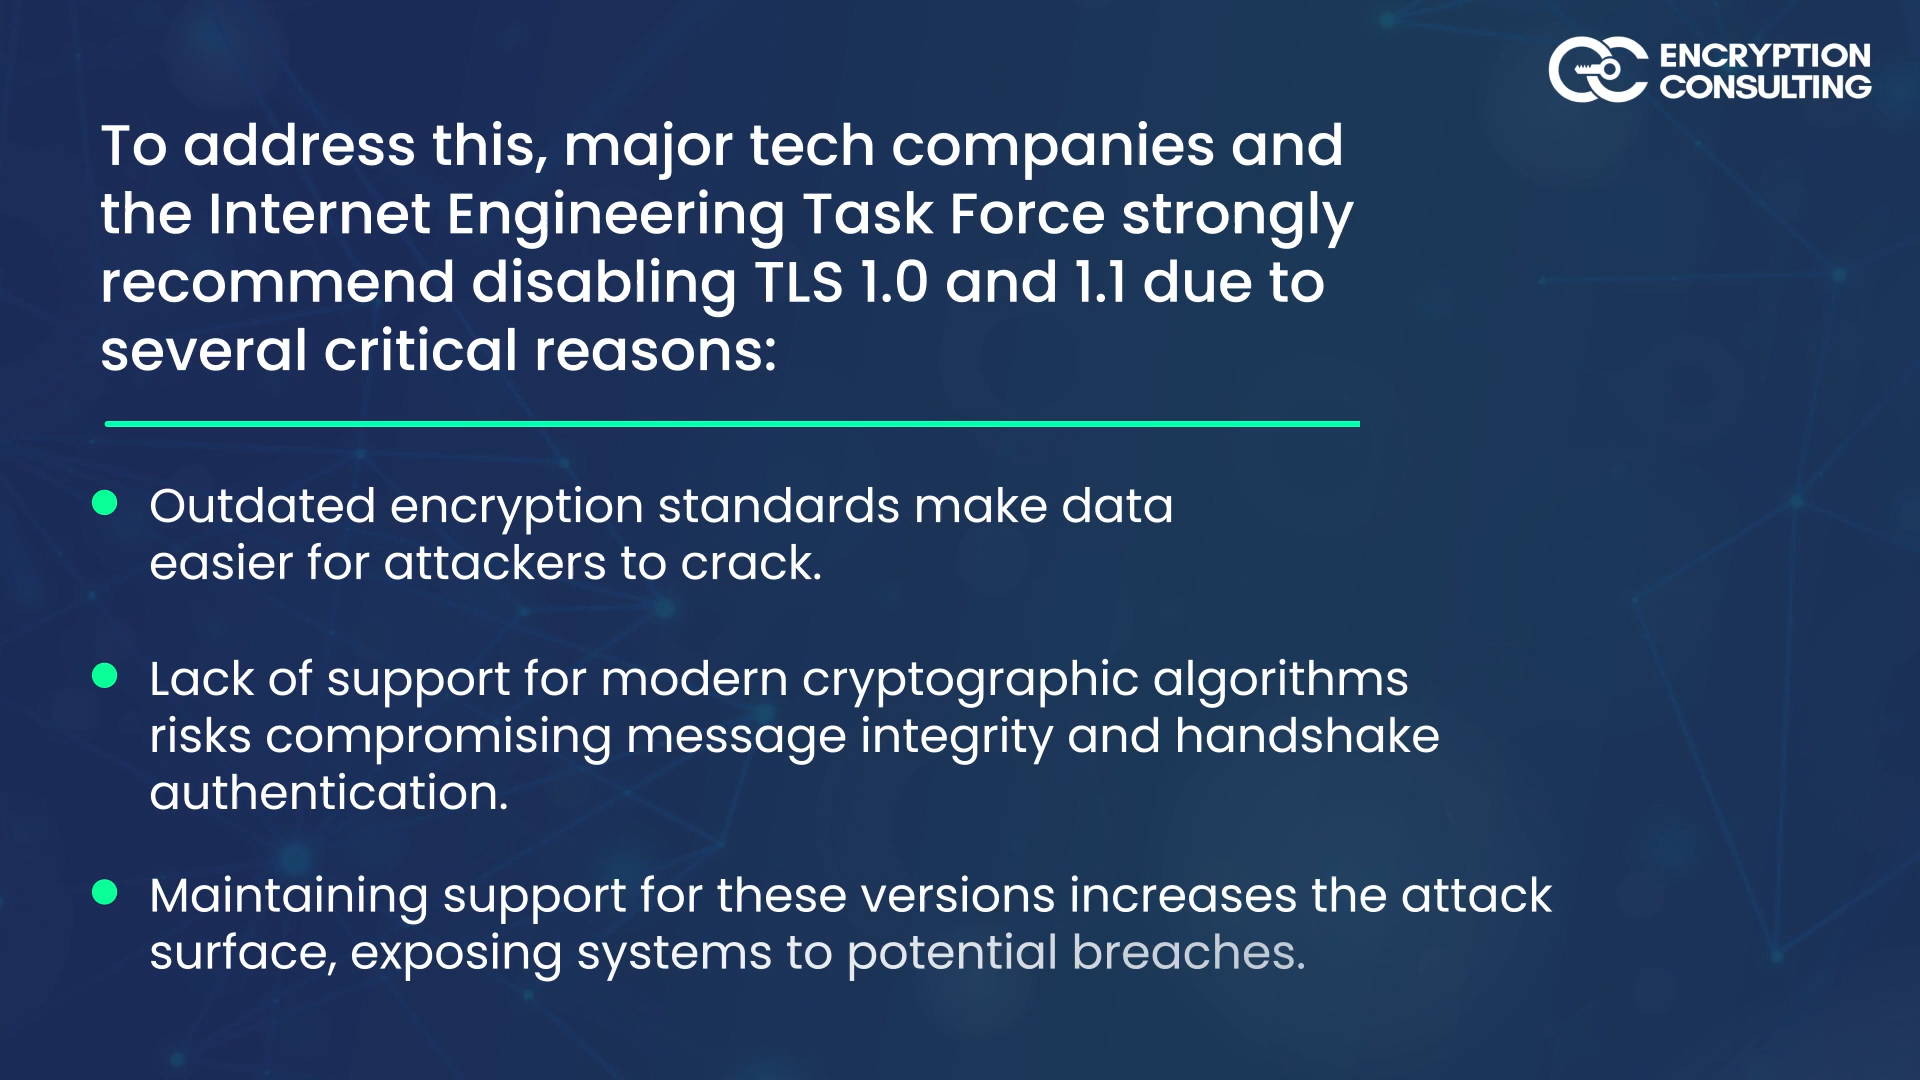 ENCRYPTION
CONSULTING
To address this, major tech companies and
the Internet Engineering Task Force strongly
recommend disabling TLS 1.0 and 1.1 due to
several critical reasons:
Outdated encryption standards make data
easier for attackers to crack.
Lack of support for modern cryptographic algorithms
risks compromising message integrity and handshake
authentication.
Maintaining support for these versions increases the attack
surface, exposing systems to potential breaches.